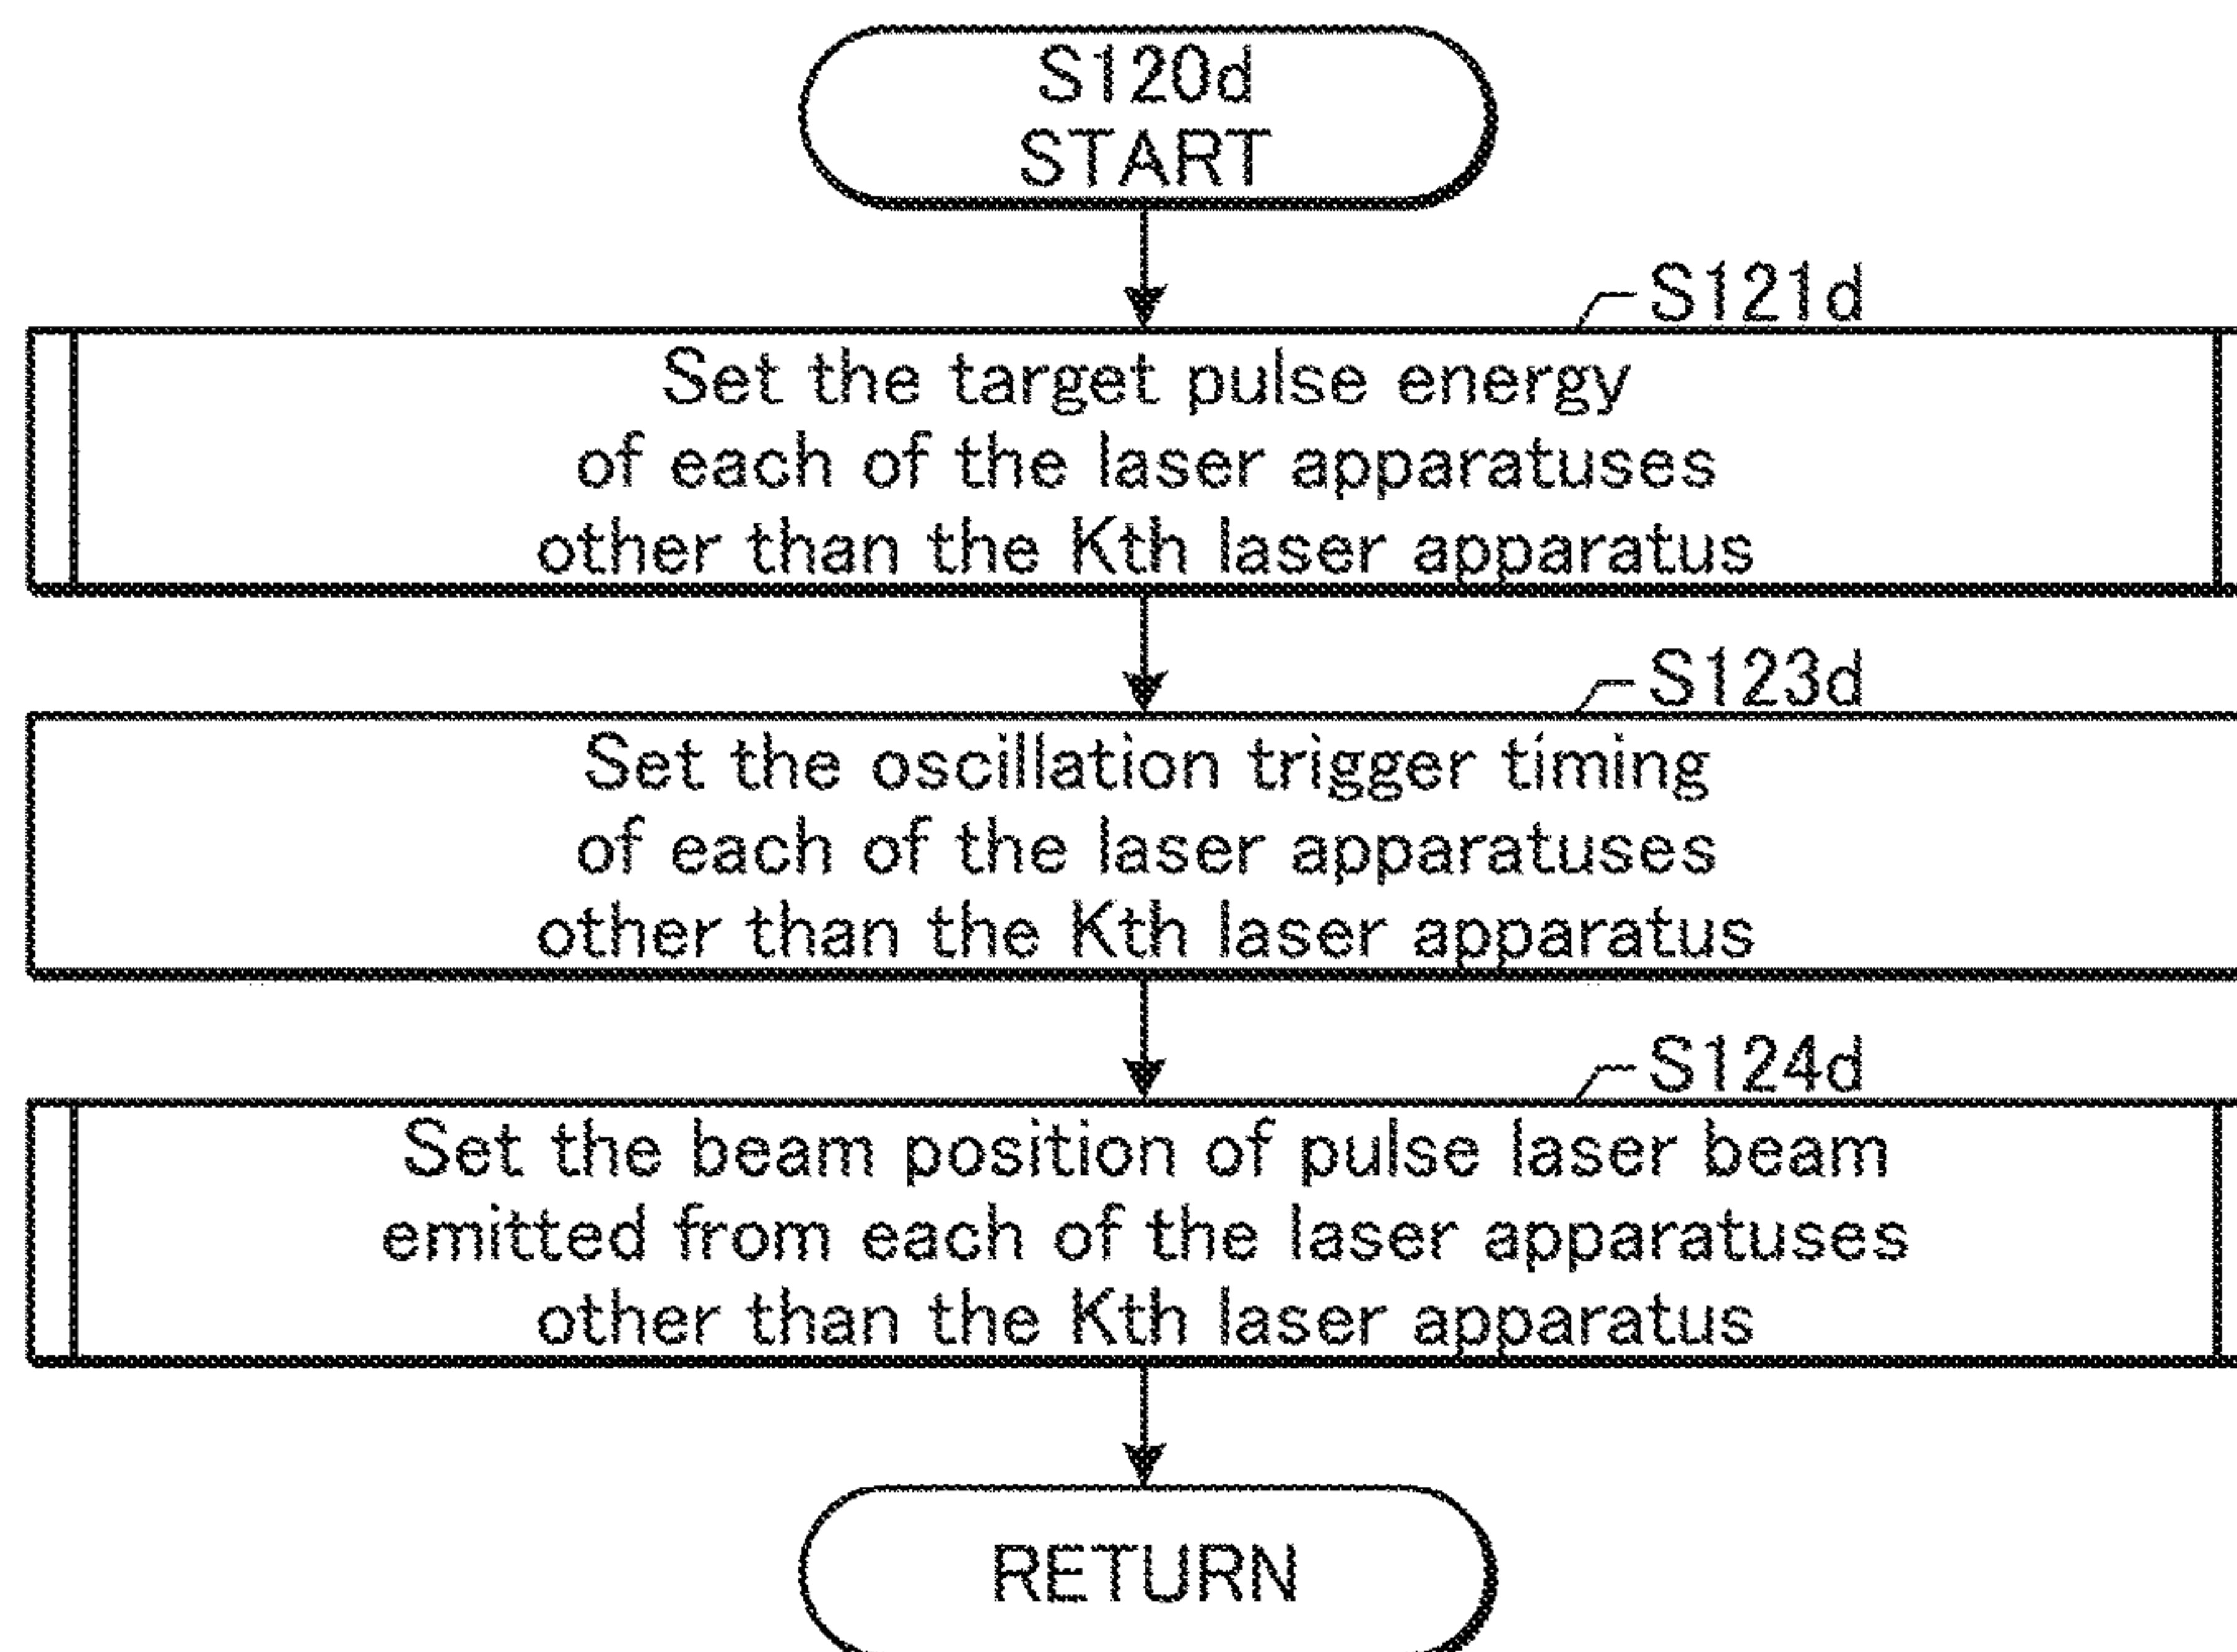 S120d
START
S121d
Set the target pulse energy
of each of the laser apparatuses
other than the Kth laser apparatus
S123d
Set the oscillation trigger timing
of each of the laser apparatuses
other than the Kth laser apparatus
S124d
Set the beam position of pulse laser beam
emitted from each of the laser apparatuses
other than the Kth laser apparatus
RETURN